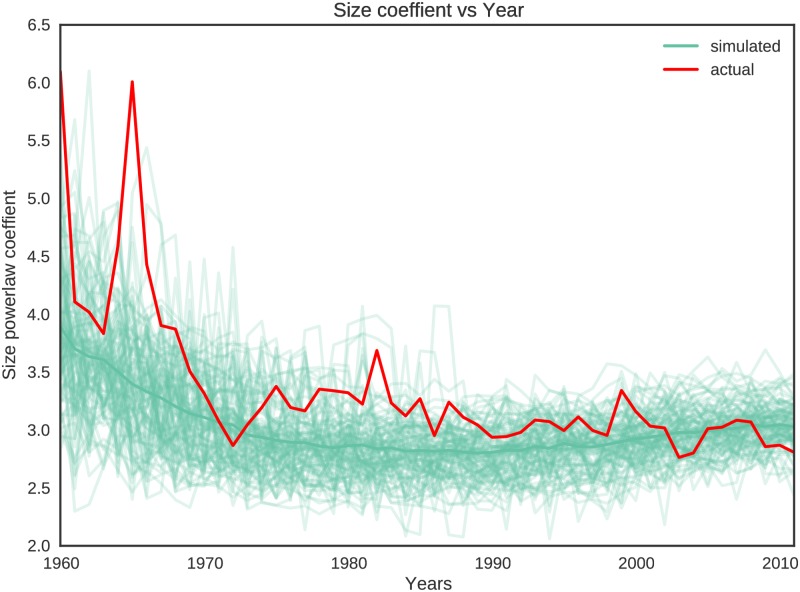 Size coeffient vs Year
6.5
6.0
5.5
5.0
4.5
4.0
3.5
3.0
2.5
2.0
Size powerlaw coeffient
simulated
actual
1960 1970 1980 1990 2000 2010
Years